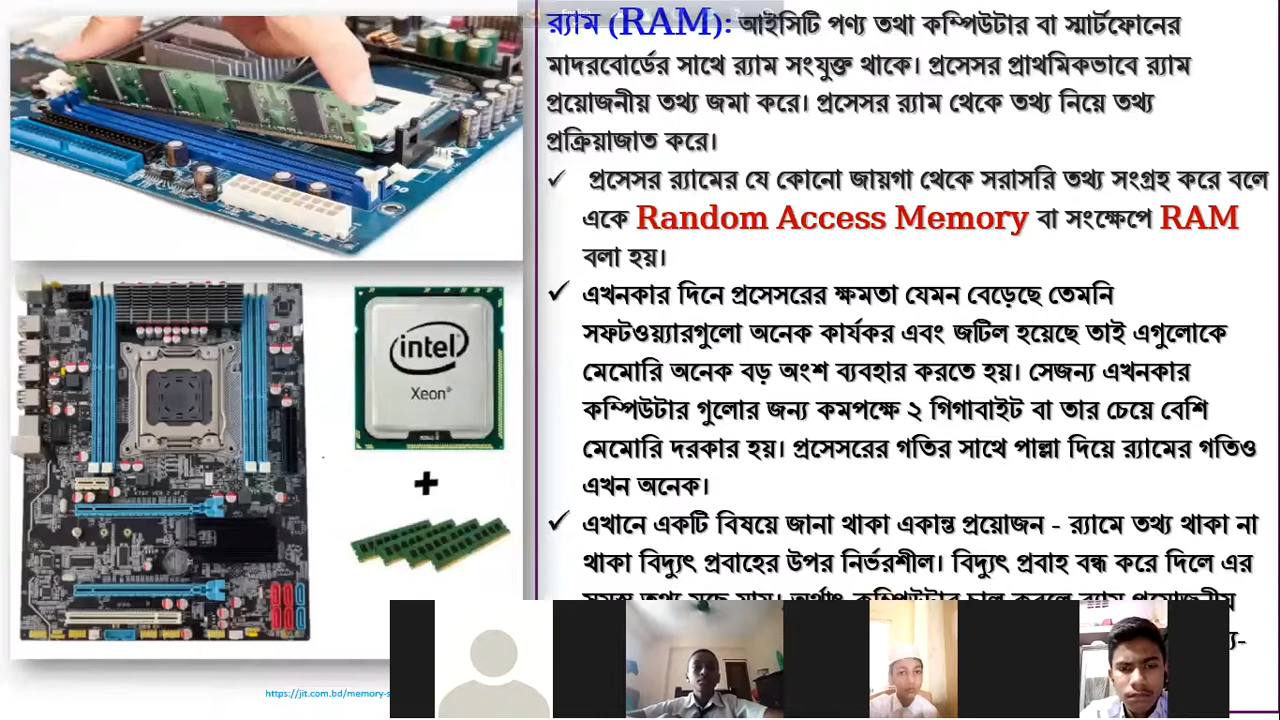 র‍্যাম (RAM): আইসিটি পণ্য তথা কম্পিউটার বা স্মার্টফোনের
মাদরবোর্ডের সাথে র‍্যাম সংযুক্ত থাকে। প্রসেসর প্রাথমিকভাবে র‍্যাম
প্রয়োজনীয় তথ্য জমা করে। প্রসেসর র‍্যাম থেকে তথ্য নিয়ে তথ্য
প্রক্রিয়াজাত করে।
✓ প্রসেসর র‍্যামের যে কোনো জায়গা থেকে সরাসরি তথ্য সংগ্রহ করে বলে
একে Random Access Memory বা সংক্ষেপে RAM
বলা হয়।
✓ এখনকার দিনে প্রসেসরের ক্ষমতা যেমন বেড়েছে তেমনি
সফটওয়্যারগুলো অনেক কার্যকর এবং জটিল হয়েছে তাই এগুলোকে
মেমোরি অনেক বড় অংশ ব্যবহার করতে হয়। সেজন্য এখনকার
কম্পিউটার গুলোর জন্য কমপক্ষে ২ গিগাবাইট বা তার চেয়ে বেশি
মেমোরি দরকার হয়। প্রসেসরের গতির সাথে পাল্লা দিয়ে র‍্যামের গতিও
এখন অনেক।
✓ এখানে একটি বিষয়ে জানা থাকা একান্ত প্রয়োজন - র‍্যামে তথ্য থাকা না
থাকা বিদ্যুৎ প্রবাহের উপর নির্ভরশীল। বিদ্যুৎ প্রবাহ বন্ধ করে দিলে এর
intel
Xeon®
+
https://jit.com.bd/memory-s